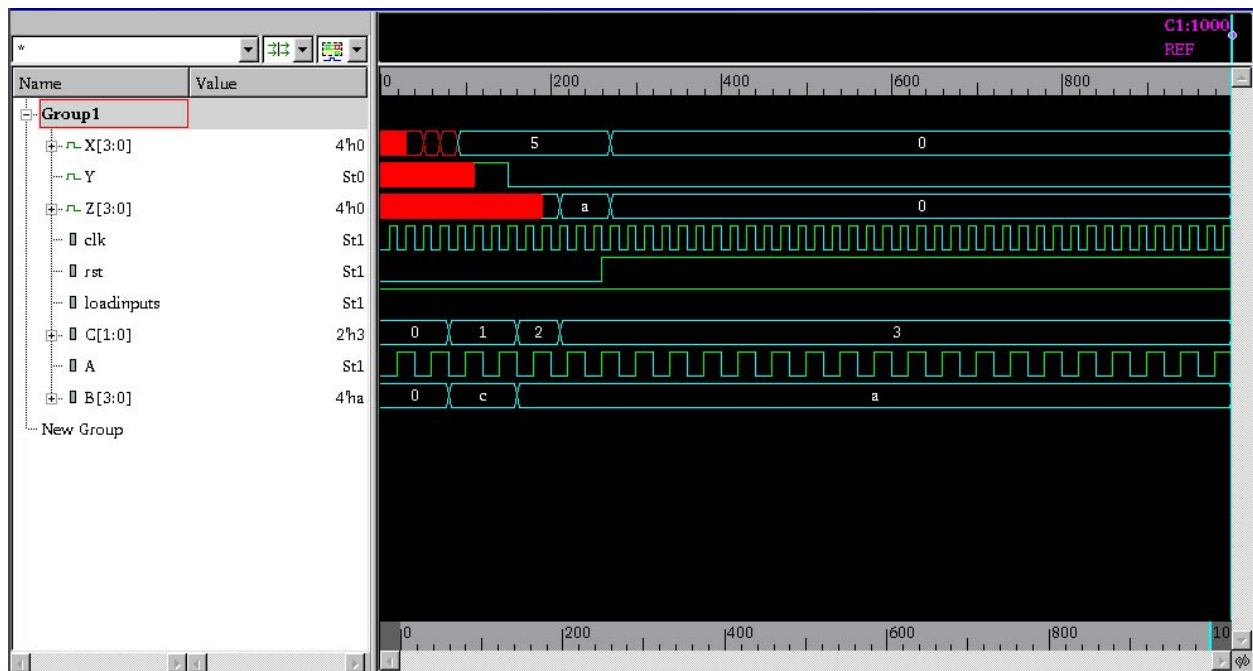 C1:1000
*
REF
Name Value
0 200 400 600 800
Group1
X[3:0] 4'h0 5 0
Y St0
Z[3:0] 4'h0 a 0
clk St1
rst St1
loadinputs St1
C[1:0] 2'h3 0 1 2 3
A St1
B[3:0] 4'ha 0 c a
New Group
0 200 400 600 800 10